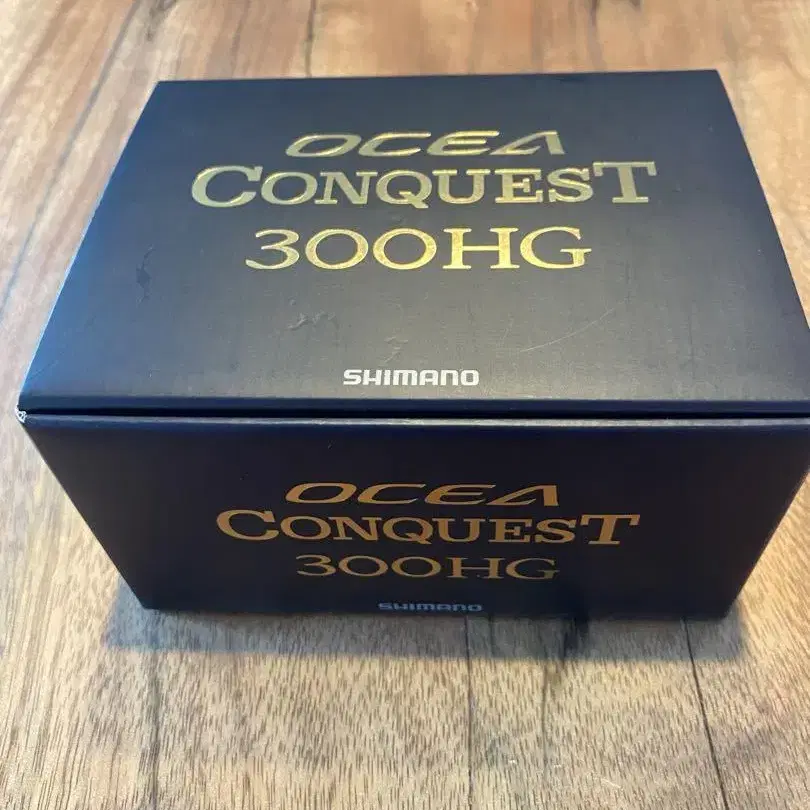 OCEA
CONQUEST
300HG
SHIMANO
OCEA
CONQUEST
300HG
SHIMANO